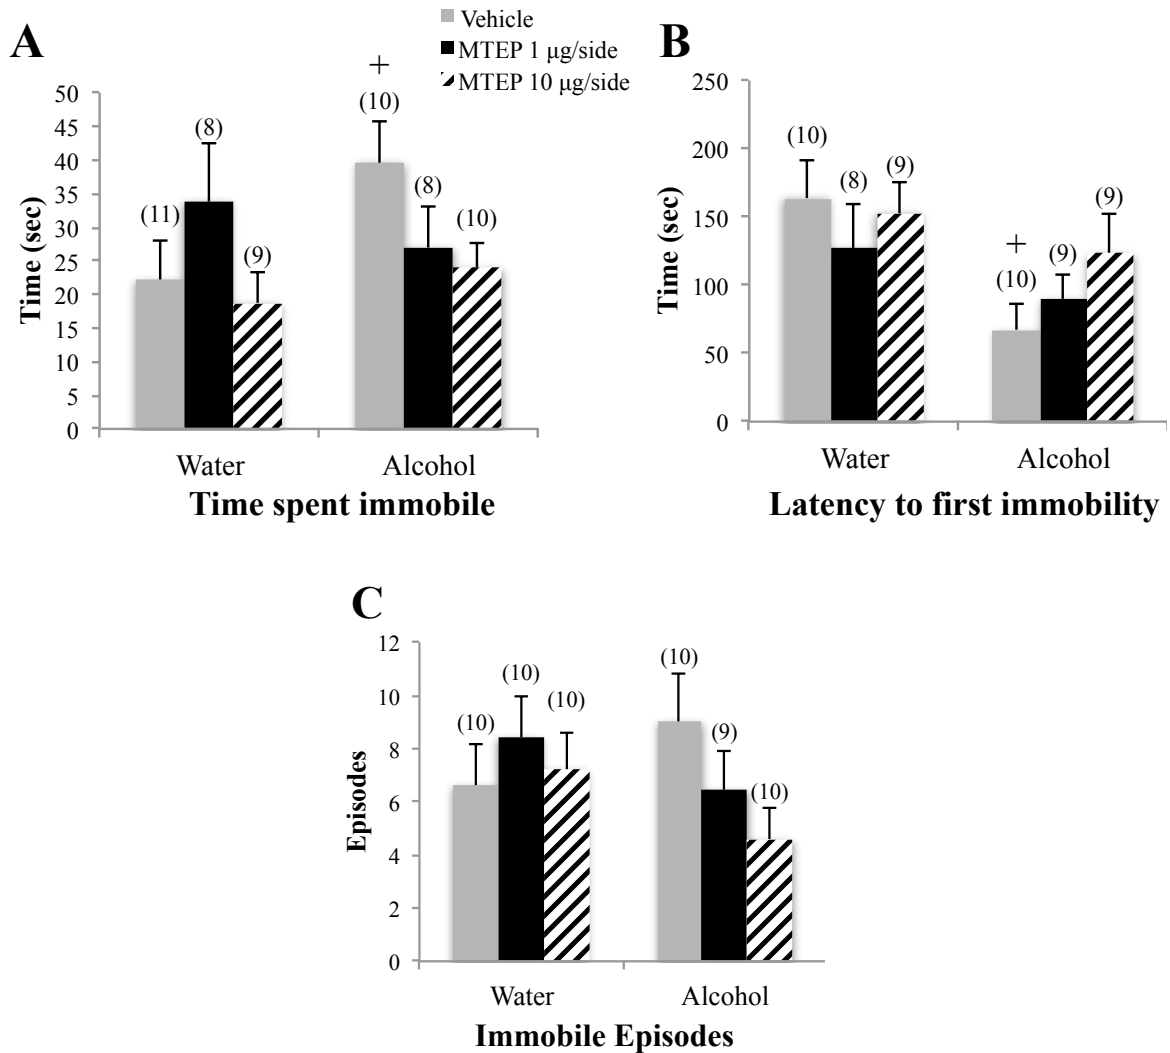 Vehicle
MTEP 1 μg/side
MTEP 10 μg/side
A
50
45
40
35
30
25
20
15
10
5
0
Time (sec)
(11)
(8)
(9)
+
(10)
(8)
(10)
Water
Alcohol
Time spent immobile
B
250
200
150
100
50
0
Time (sec)
(10)
(8)
(9)
+
(10)
(9)
(9)
Water
Alcohol
Latency to first immobility
C
12
10
8
6
4
2
0
Episodes
(10)
(10)
(10)
(10)
(9)
(10)
Water
Alcohol
Immobile Episodes